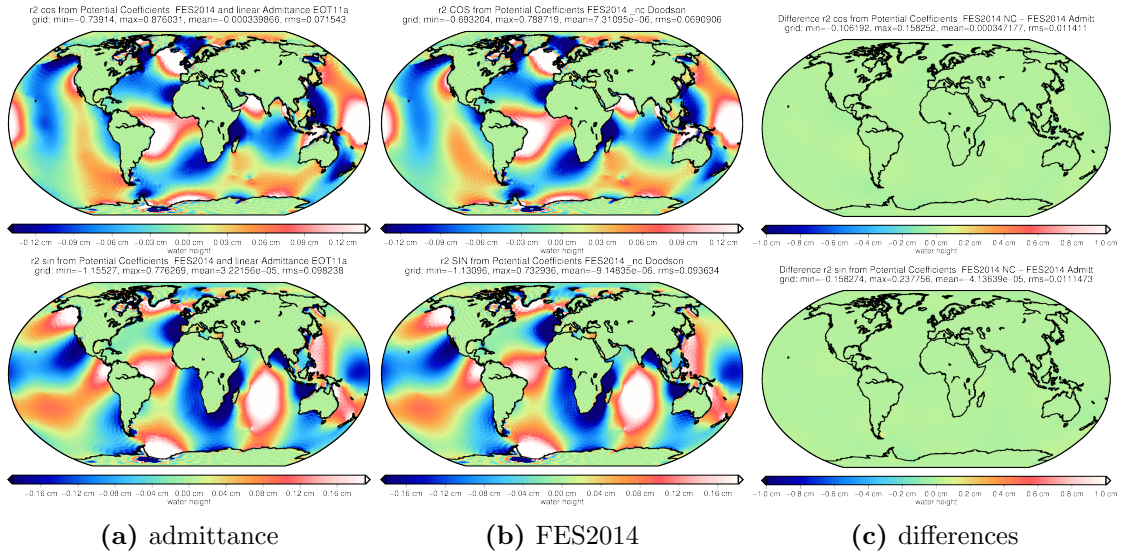 r2 cos from Potential Coefficients FES2014 and linear Admittance EOT11a
grid: min=−0.73914, max=0.876031, mean=−0.000339866, rms=0.071543
−0.12 cm −0.09 cm −0.06 cm −0.03 cm 0.00 cm 0.03 cm 0.06 cm 0.09 cm 0.12 cm
water height
r2 COS from Potential Coefficients FES2014 _nc Doodson
grid: min=−0.693204, max=0.788719, mean=7.31095e−06, rms=0.0690906
−0.12 cm −0.09 cm −0.06 cm −0.03 cm 0.00 cm 0.03 cm 0.06 cm 0.09 cm 0.12 cm
water height
Difference r2 cos from Potential Coefficients FES2014 NC − FES2014 Admitt
grid: min=−0.106192, max=0.158252, mean=0.000347177, rms=0.011411
−1.0 cm −0.8 cm −0.6 cm −0.4 cm −0.2 cm 0.0 cm 0.2 cm 0.4 cm 0.6 cm 0.8 cm 1.0 cm
water height
r2 sin from Potential Coefficients FES2014 and linear Admittance EOT11a
grid: min=−1.15527, max=0.776269, mean=3.22156e−05, rms=0.098238
−0.16 cm −0.12 cm −0.08 cm −0.04 cm 0.00 cm 0.04 cm 0.08 cm 0.12 cm 0.16 cm
water height
r2 SIN from Potential Coefficients FES2014 _nc Doodson
grid: min=−1.13096, max=0.732936, mean=−9.14835e−06, rms=0.093634
−0.16 cm −0.12 cm −0.08 cm −0.04 cm 0.00 cm 0.04 cm 0.08 cm 0.12 cm 0.16 cm
water height
Difference r2 sin from Potential Coefficients FES2014 NC − FES2014 Admitt
grid: min=−0.158274, max=0.237756, mean=−4.13639e−05, rms=0.0111473
−1.0 cm −0.8 cm −0.6 cm −0.4 cm −0.2 cm 0.0 cm 0.2 cm 0.4 cm 0.6 cm 0.8 cm 1.0 cm
water height
(a) admittance
(b) FES2014
(c) differences